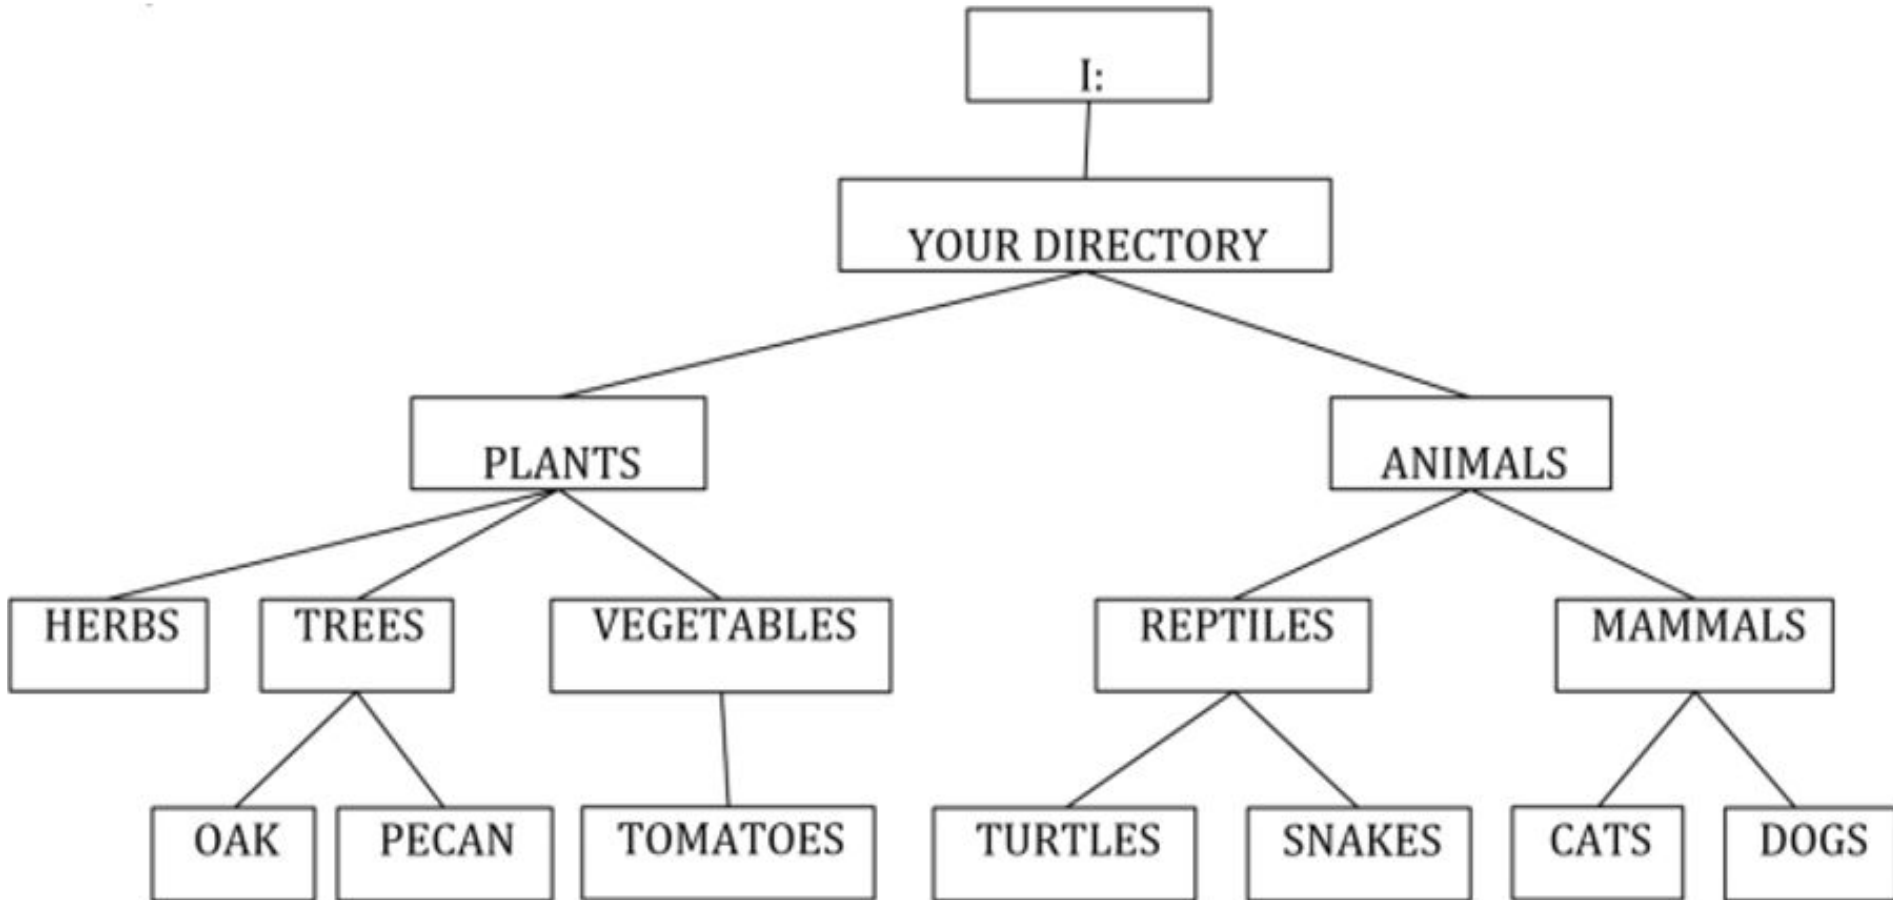 I:
YOUR DIRECTORY
PLANTS
ANIMALS
HERBS
TREES
VEGETABLES
REPTILES
MAMMALS
OAK
PECAN
TOMATOES
TURTLES
SNAKES
CATS
DOGS